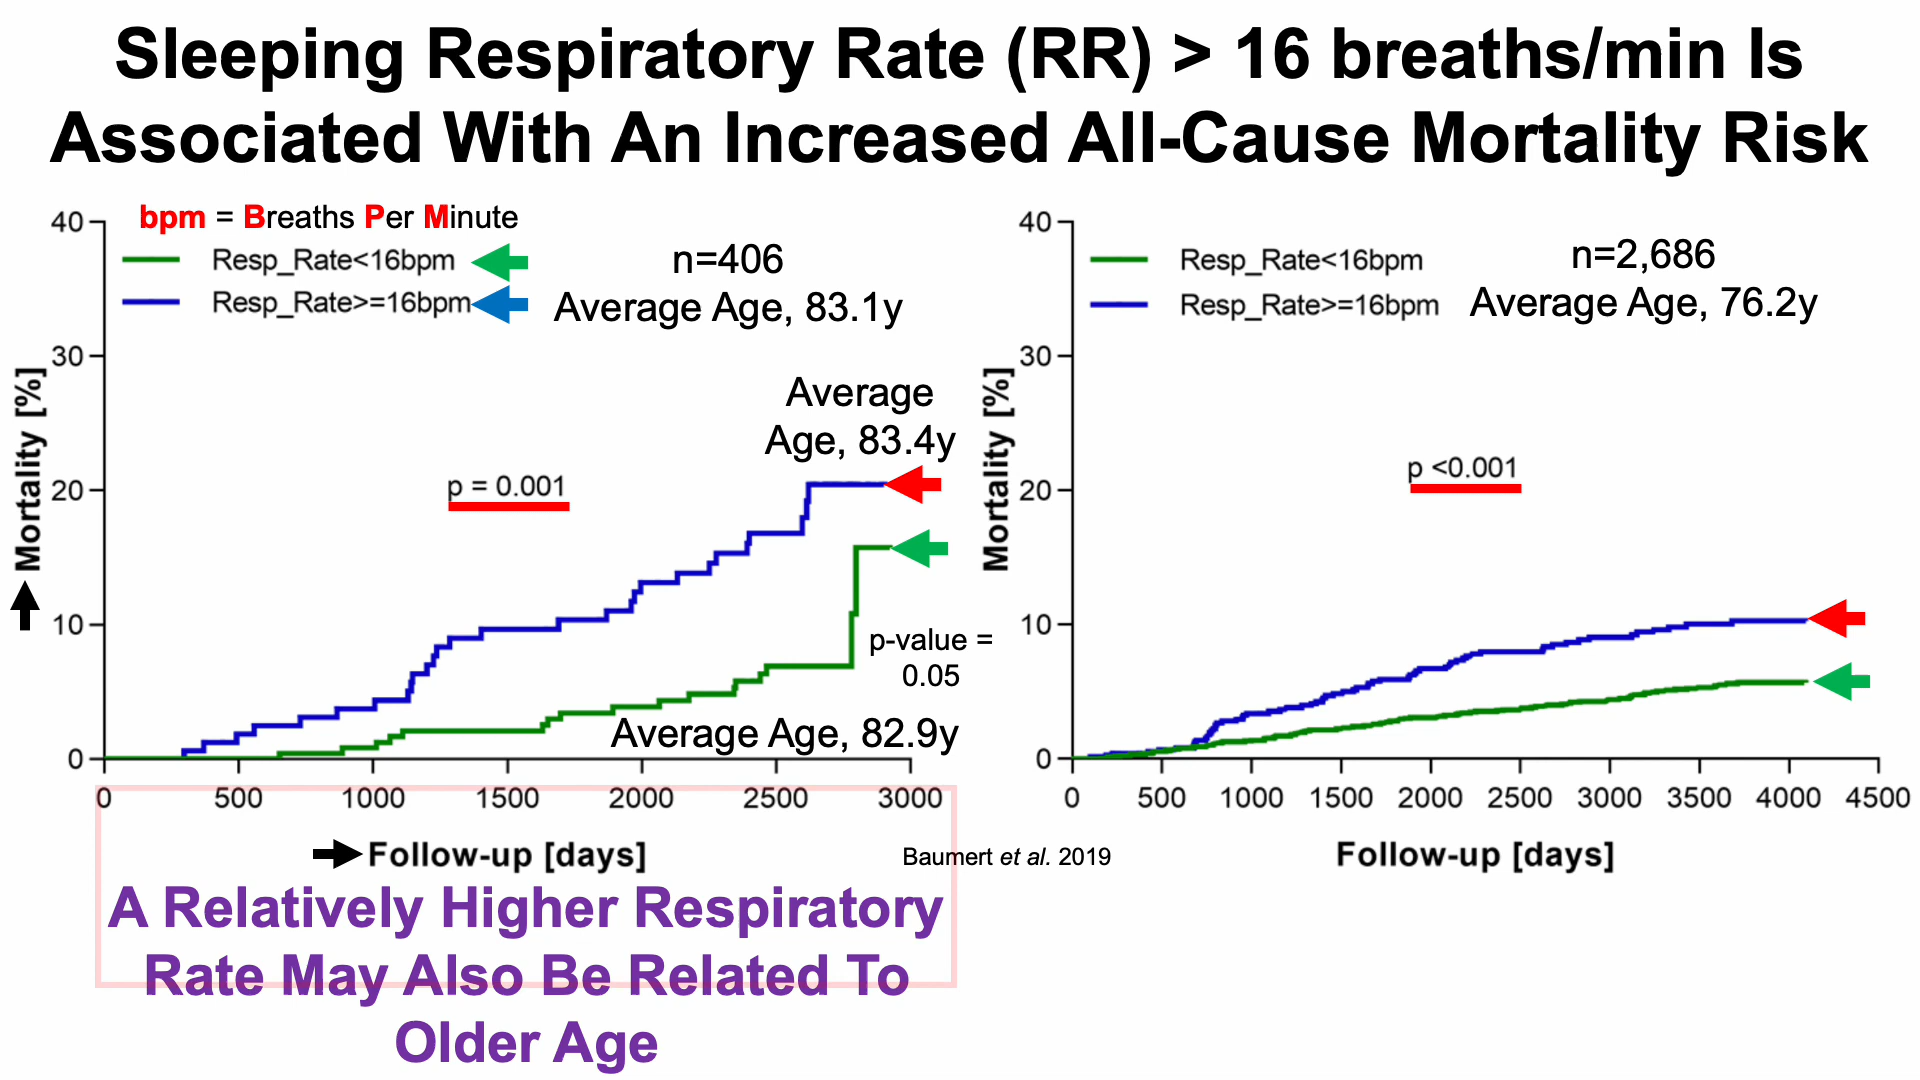 Sleeping Respiratory Rate (RR) > 16 breaths/min Is
Associated With An Increased All-Cause Mortality Risk
bpm = Breaths Per Minute
Resp_Rate<16bpm
Resp_Rate>=16bpm
n=406
Average Age, 83.1y
Average
Age, 83.4y
p = 0.001
p-value =
0.05
Average Age, 82.9y
Mortality [%]
40
30
20
10
0
0 500 1000 1500 2000 2500 3000
Follow-up [days]
Resp_Rate<16bpm
Resp_Rate>=16bpm
n=2,686
Average Age, 76.2y
p <0.001
Mortality [%]
40
30
20
10
0
0 500 1000 1500 2000 2500 3000 3500 4000 4500
Follow-up [days]
Baumert et al. 2019
A Relatively Higher Respiratory
Rate May Also Be Related To
Older Age